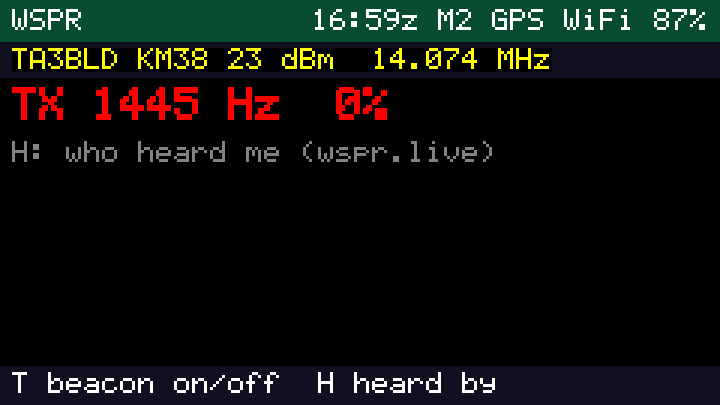 WSPR 16:59z M2 GPS WiFi 87%
TA3BLD KM38 23 dBm 14.074 MHz
TX 1445 Hz 0%
H: who heard me (wspr.live)
T beacon on/off H heard by